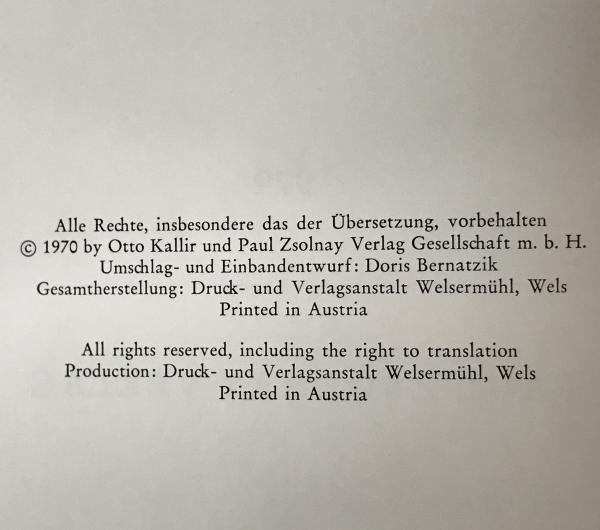 Alle Rechte, insbesondere das der Übersetzung, vorbehalten
© 1970 by Otto Kallir und Paul Zsolnay Verlag Gesellschaft m. b. H.
Umschlag- und Einbandentwurf: Doris Bernatzik
Gesamtherstellung: Druck- und Verlagsanstalt Welsermühl, Wels
Printed in Austria
All rights reserved, including the right to translation
Production: Druck- und Verlagsanstalt Welsermühl, Wels
Printed in Austria